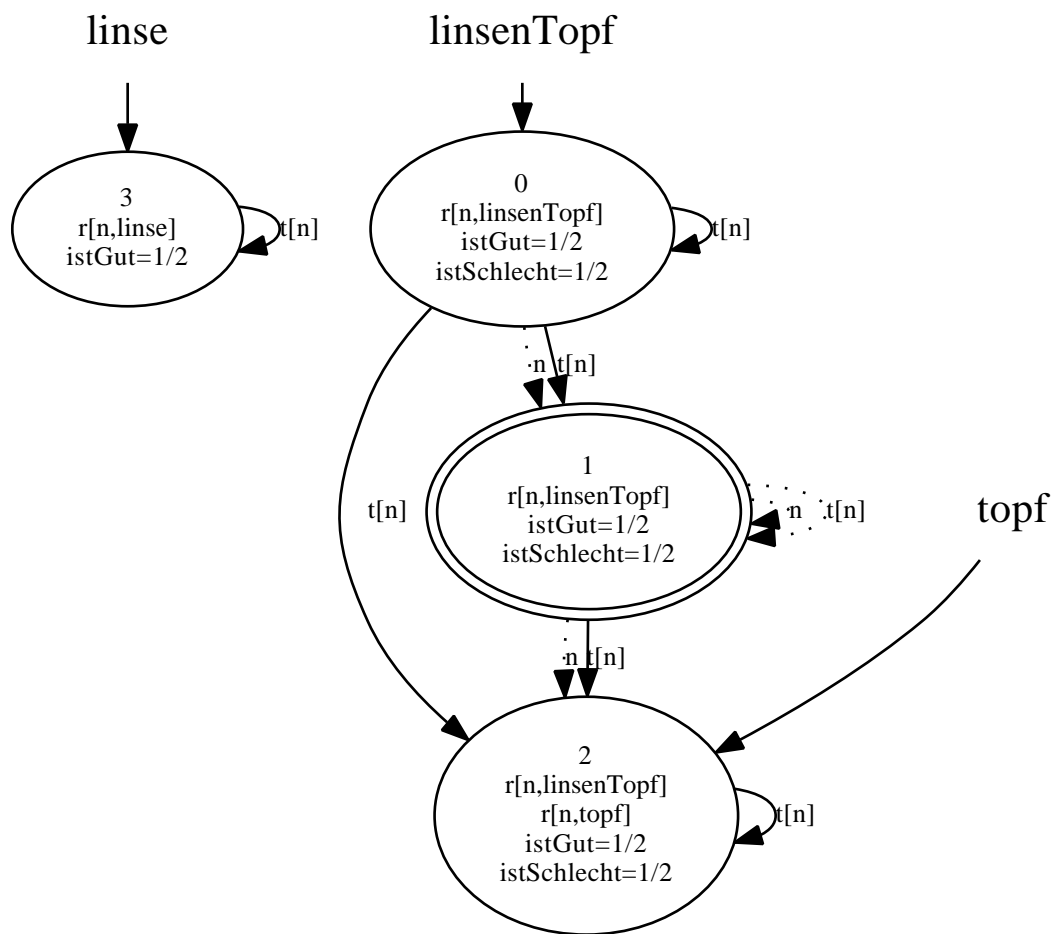 linse
linsenTopf
3
r[n,linse]
istGut=1/2
t[n]
0
r[n,linsenTopf]
istGut=1/2
istSchlecht=1/2
t[n]
n
t[n]
t[n]
1
r[n,linsenTopf]
istGut=1/2
istSchlecht=1/2
n
t[n]
topf
n
t[n]
2
r[n,linsenTopf]
r[n,topf]
istGut=1/2
istSchlecht=1/2
t[n]